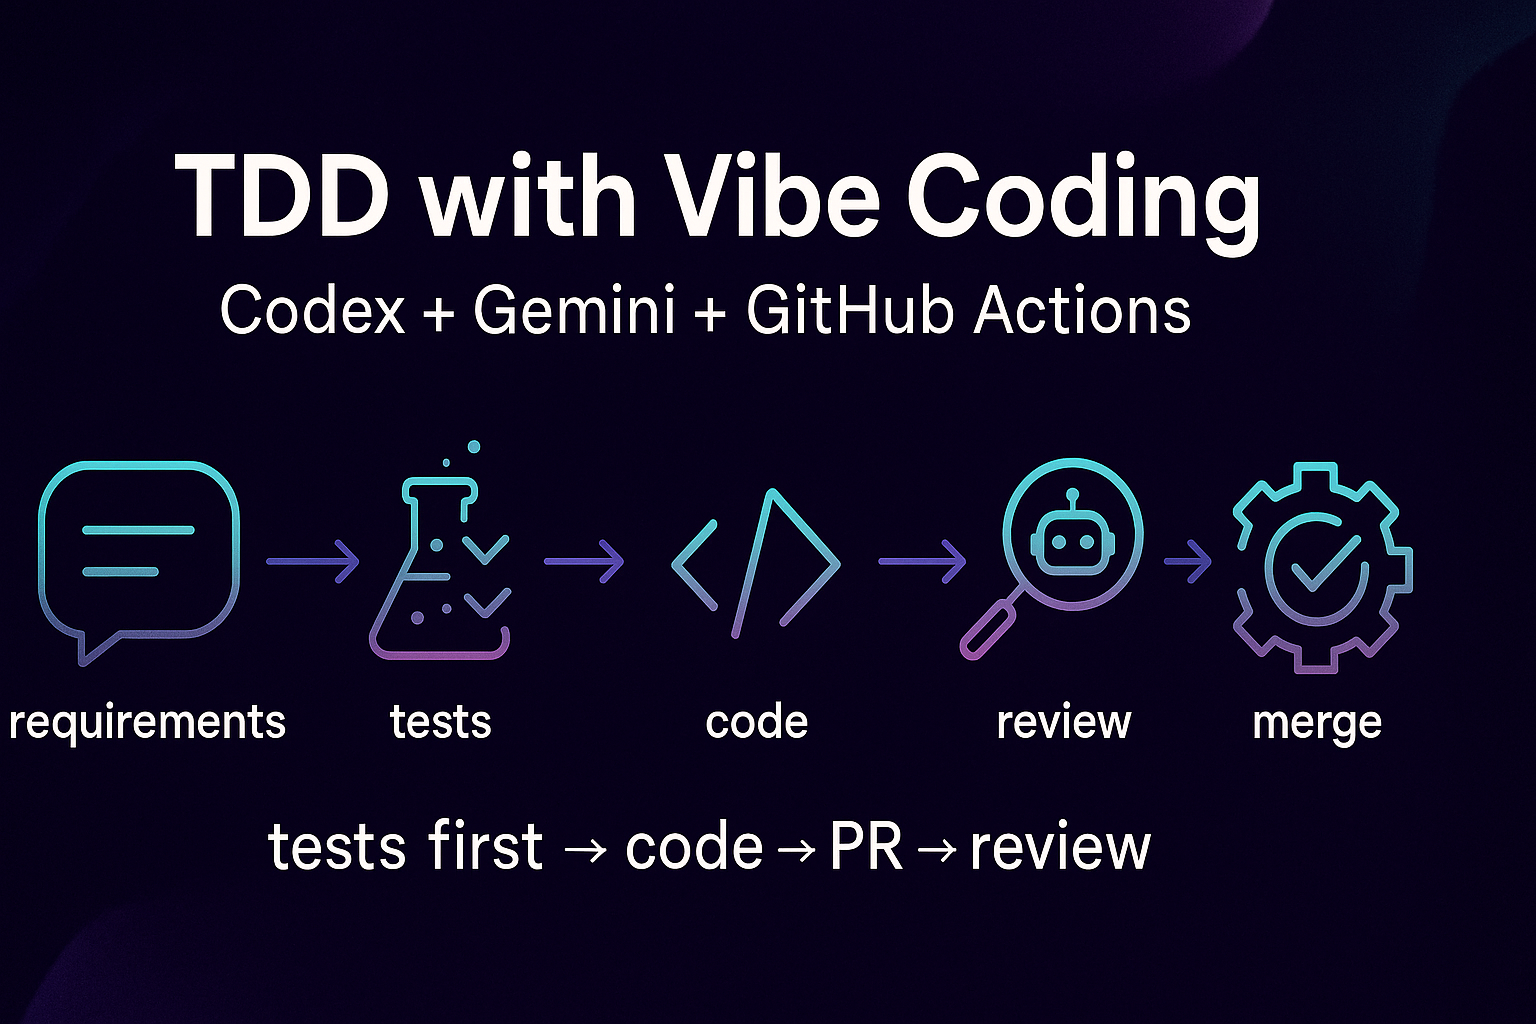 TDD with Vibe Coding
Codex + Gemini + GitHub Actions
requirements
tests
code
review
merge
tests first → code → PR → review